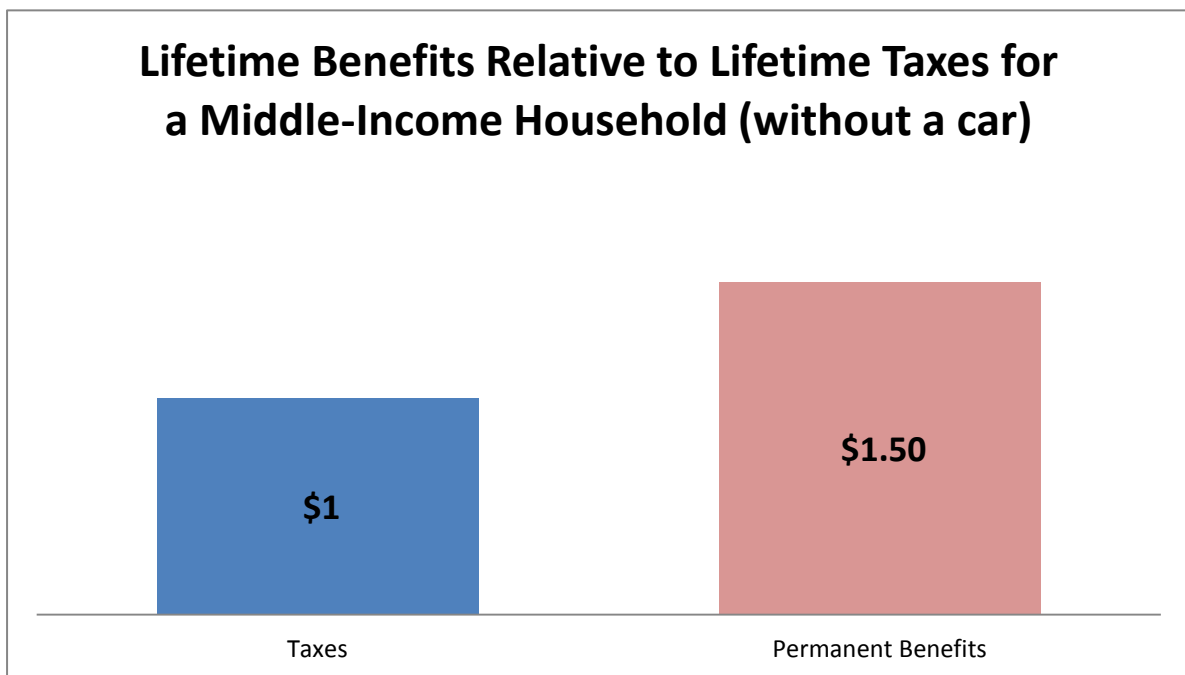 Lifetime Benefits Relative to Lifetime Taxes for
a Middle-Income Household (without a car)
$1.50
$1
Taxes
Permanent Benefits